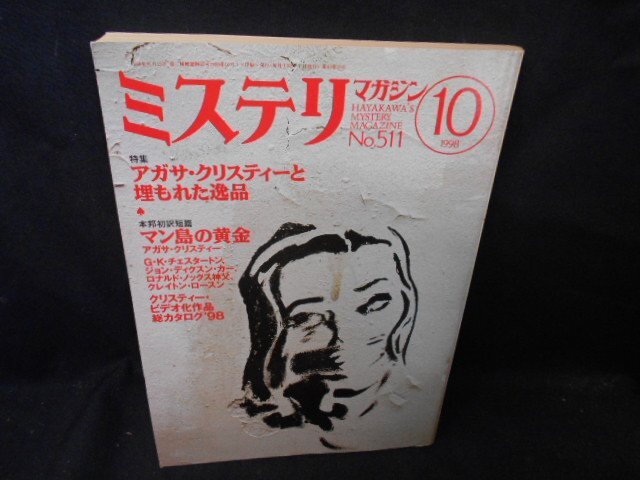 ミステリマガジン
HAYAKAWA'S
MYSTERY
MAGAZINE
No.511
10
1998
特集
アガサ・クリスティーと
埋もれた逸品
本邦初訳短篇
マン島の黄金
アガサ・クリスティー
G・K・チェスタートン、
ジョン・ディクスン・カー、
ロナルド・ノックス神父、
クレイトン・ロースン
クリスティー・
ビデオ化作品
総カタログ'98